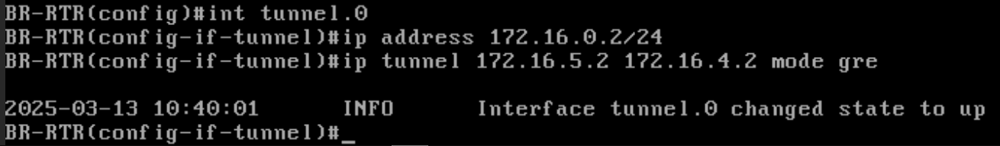 BR-RTR(config)#int tunnel.0
BR-RTR(config-if-tunnel)#ip address 172.16.0.2/24
BR-RTR(config-if-tunnel)#ip tunnel 172.16.5.2 172.16.4.2 mode gre
2025-03-13 10:40:01 INFO Interface tunnel.0 changed state to up
BR-RTR(config-if-tunnel)#_